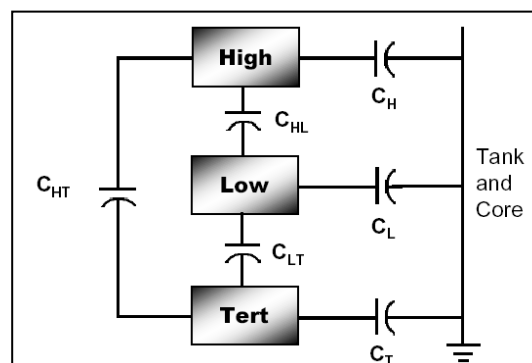 High
C_H
C_HL
Tank
and
Core
C_HT
Low
C_L
C_LT
Tert
C_T